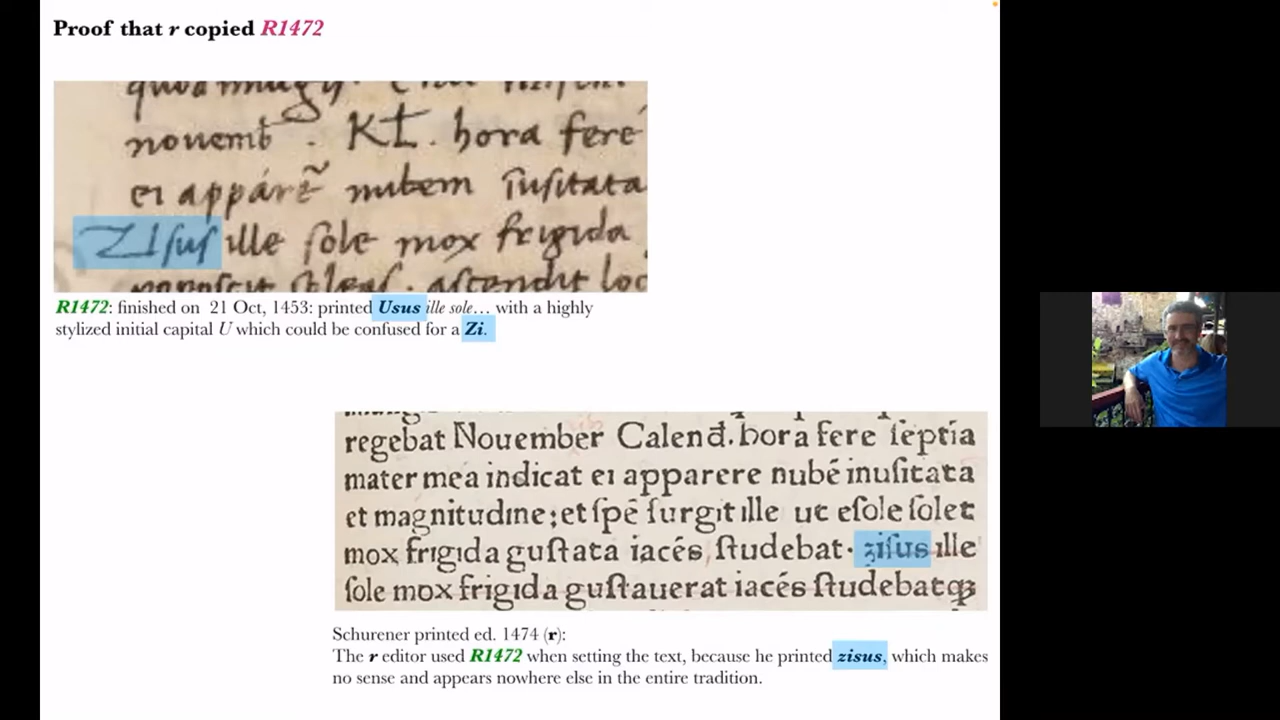 Proof that r copied R1472
nouemb . KL . hora fere
ei apparere nubem inusitata
ZIsus ille sole mox frigida
R1472: finished on 21 Oct, 1453: printed Usus ille sole… with a highly
stylized initial capital U which could be confused for a Zi.
regebat Nouember Calend. hora fere septīa
mater mea indicat ei apparere nubē inuſitata
et magnitudine; et ſpē ſurgit ille ut eſole ſolet
mox frigida guſtata iacēs ſtudebat· ziſus ille
ſole mox frigida guſtauerat iacēs ſtudebatqꝫ
Schurener printed ed. 1474 (r):
The r editor used R1472 when setting the text, because he printed zisus, which makes
no sense and appears nowhere else in the entire tradition.